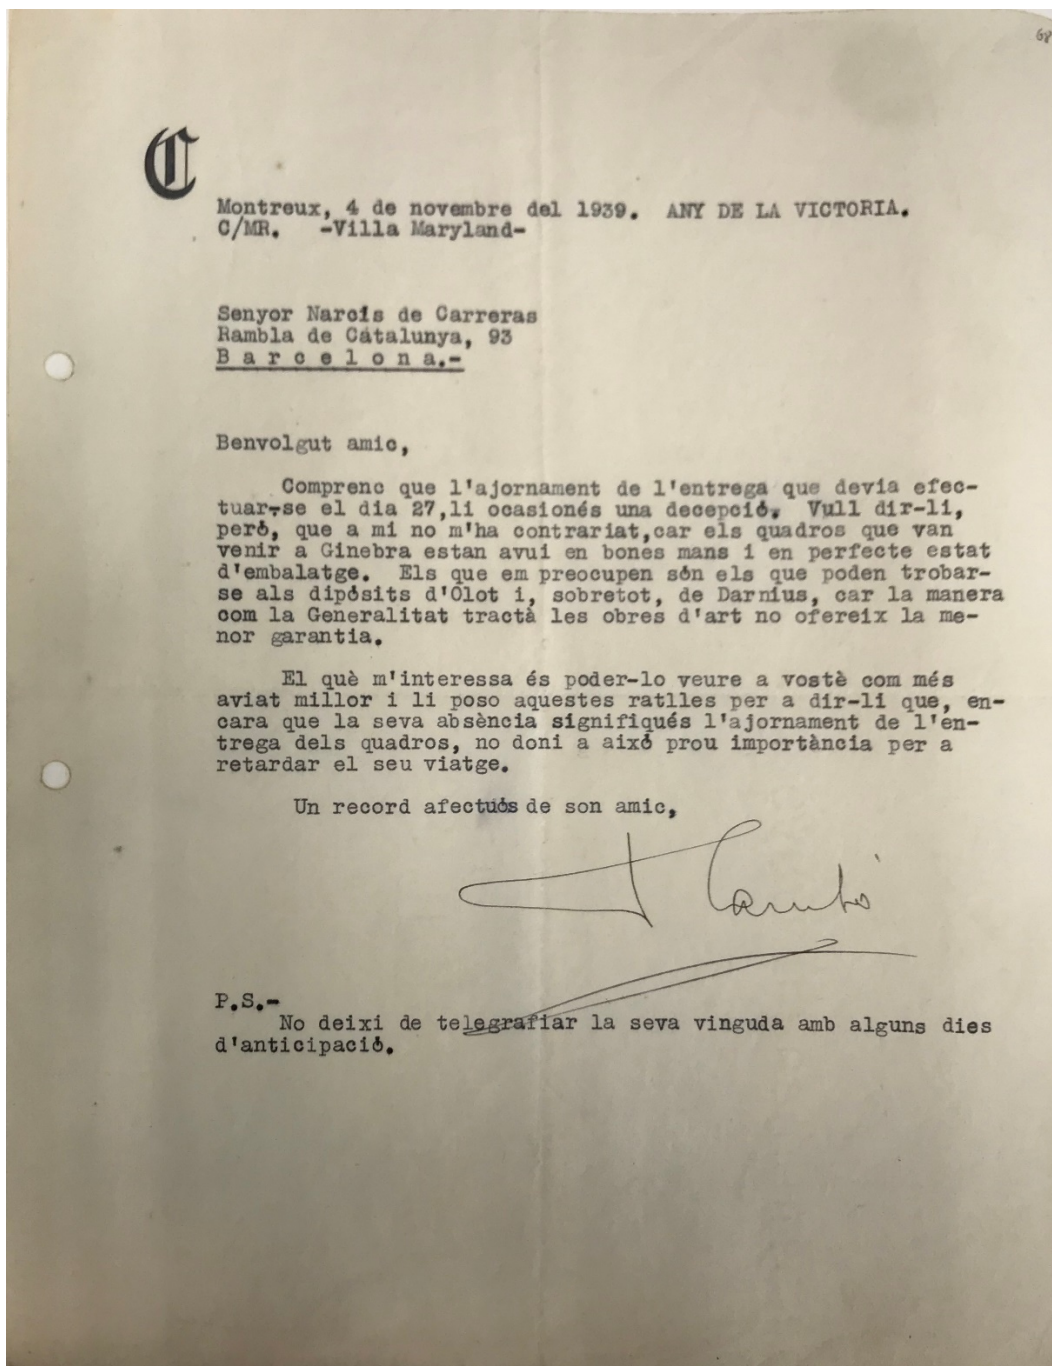 68
C
Montreux, 4 de novembre del 1939. ANY DE LA VICTORIA.
C/MR. -Villa Maryland-
Senyor Narcís de Carreras
Rambla de Catalunya, 93
Barcelona.-
Benvolgut amic,
Comprenc que l'ajornament de l'entrega que devia efec-
tuar-se el dia 27,li ocasionés una decepció. Vull dir-li,
però, que a mi no m'ha contrariat,car els quadros que van
venir a Ginebra estan avui en bones mans i en perfecte estat
d'embalatge. Els que em preocupen són els que poden trobar-
se als dipòsits d'Olot i, sobretot, de Darnius, car la manera
com la Generalitat tractà les obres d'art no ofereix la me-
nor garantia.
El què m'interessa és poder-lo veure a vostè com més
aviat millor i li poso aquestes ratlles per a dir-li que, en-
cara que la seva absència signifiqués l'ajornament de l'en-
trega dels quadros, no doni a aixó prou importància per a
retardar el seu viatge.
Un record afectuós de son amic,
F Cambó
P.S.-
No deixi de telegrafiar la seva vinguda amb alguns dies
d'anticipació.